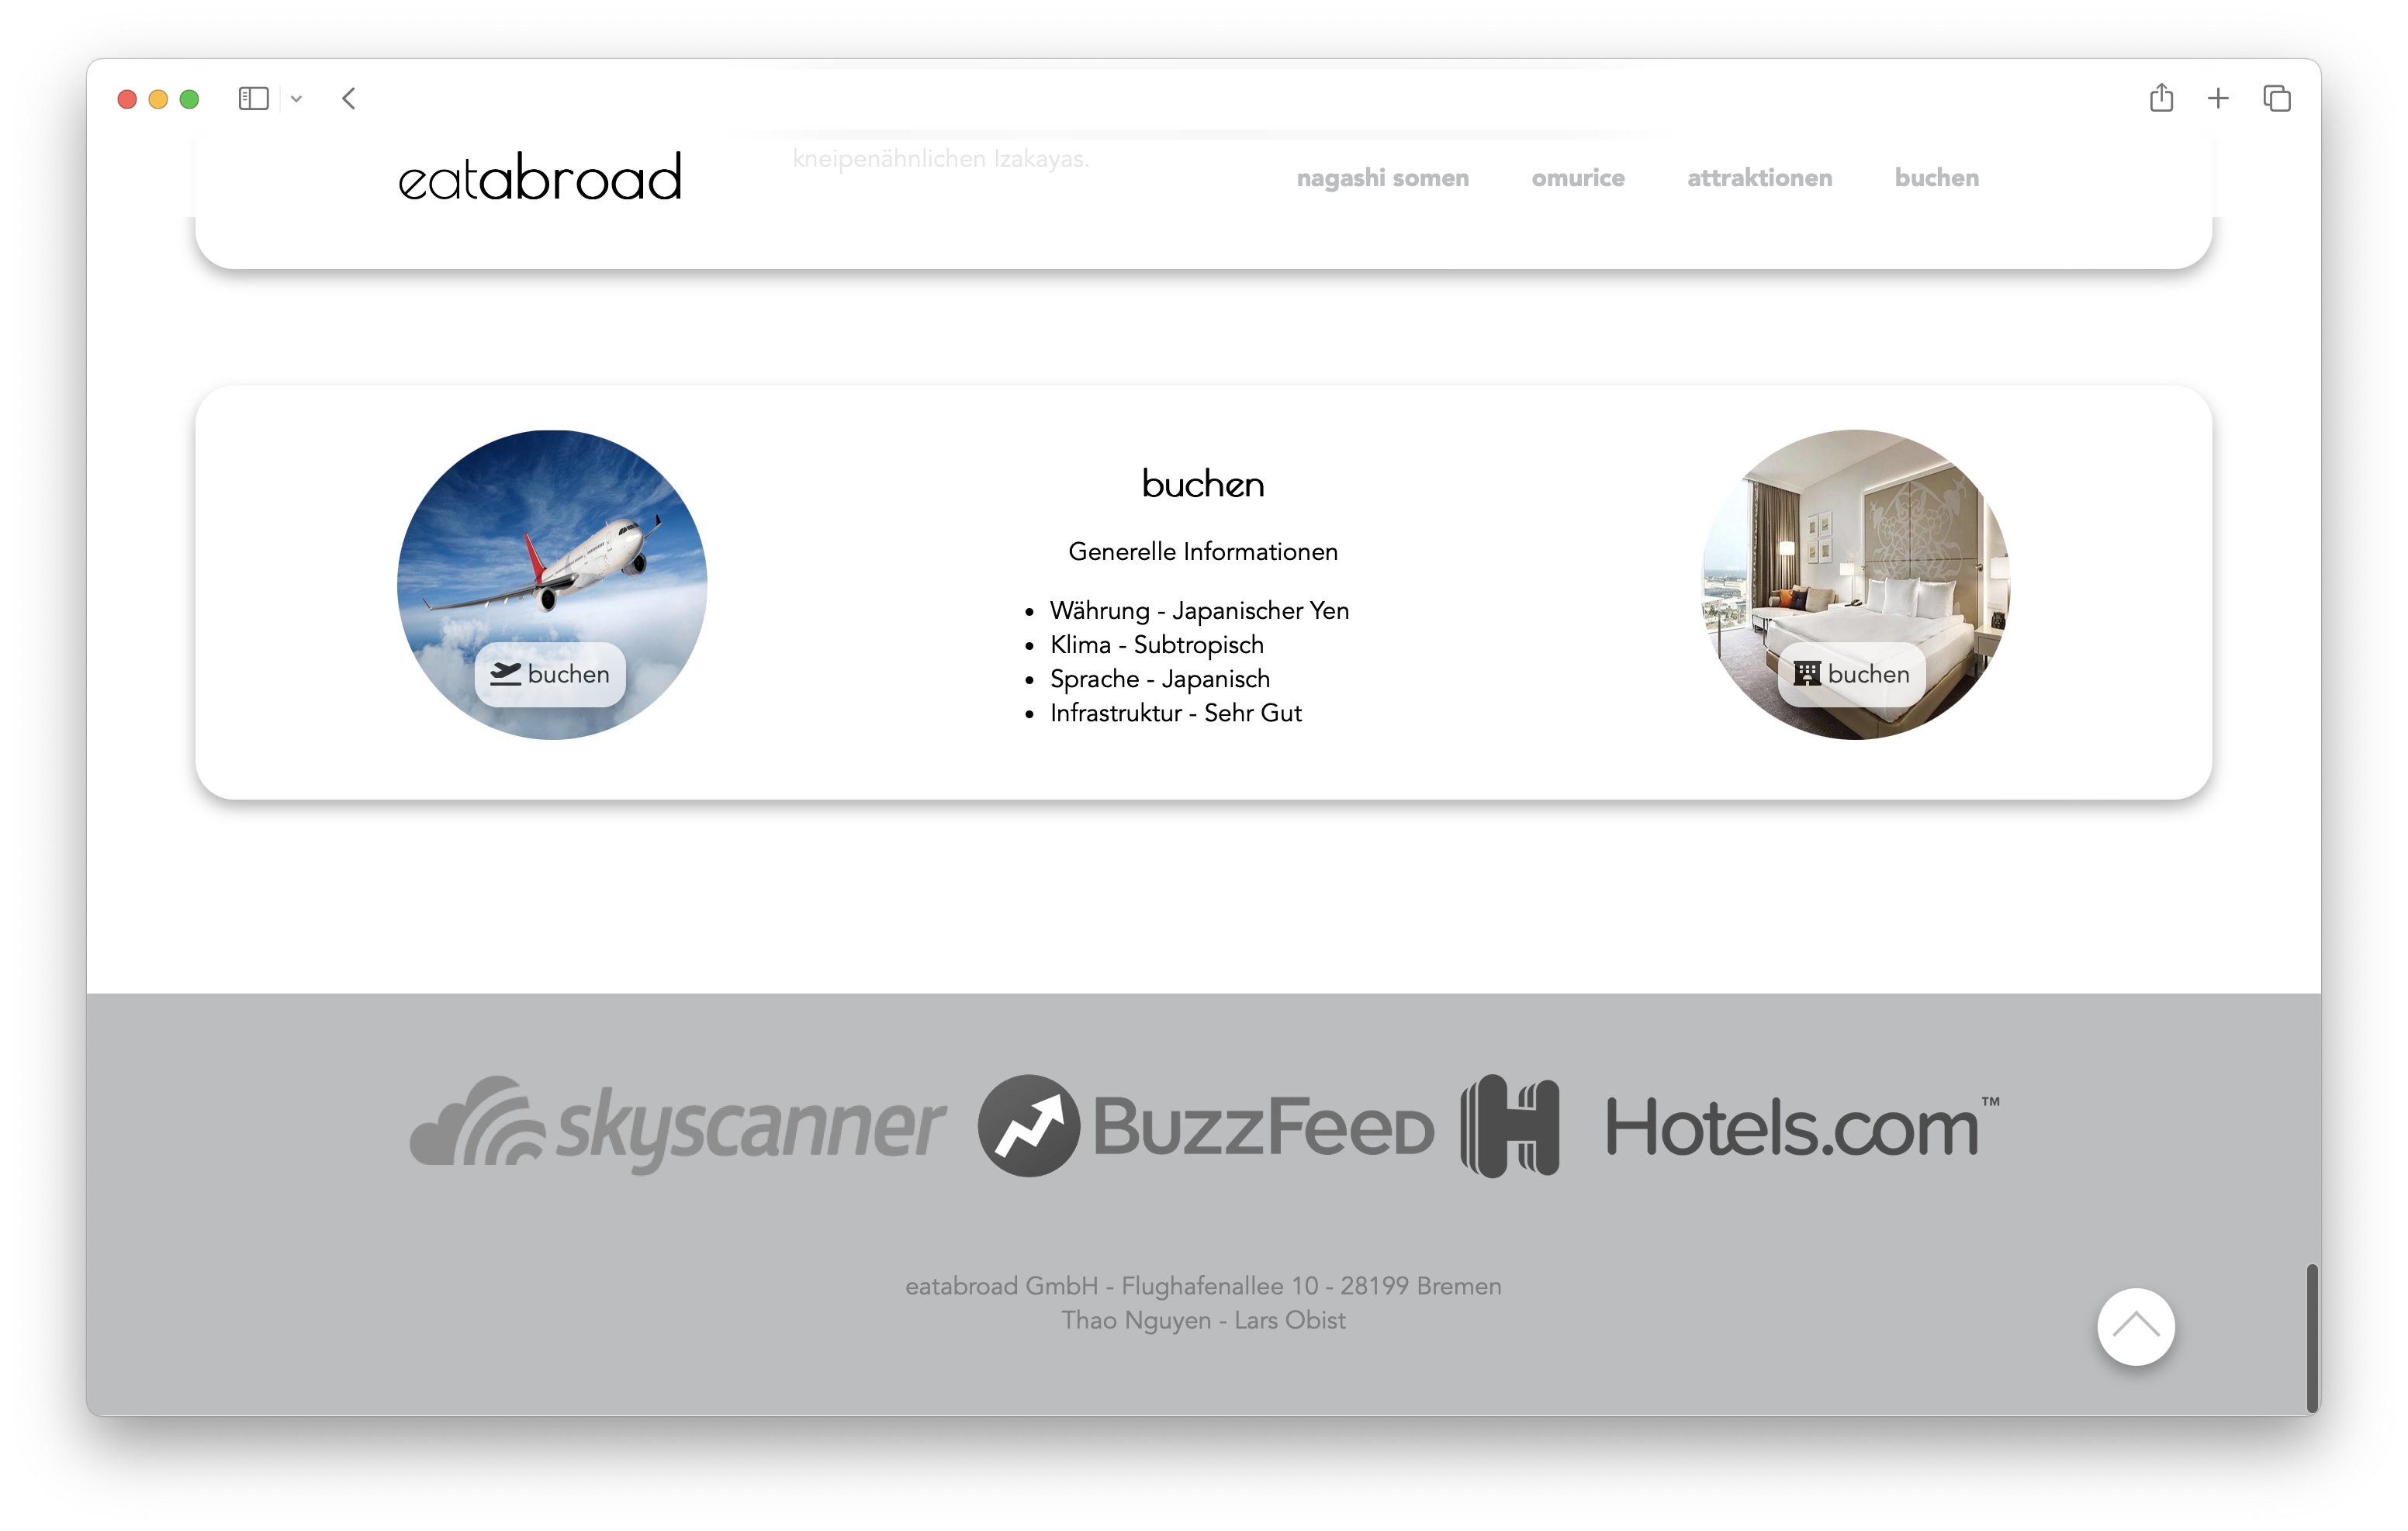 kneipenähnlichen Izakayas.
eatabroad
nagashi somen omurice attraktionen buchen
buchen
Generelle Informationen
• Währung - Japanischer Yen
• Klima - Subtropisch
• Sprache - Japanisch
• Infrastruktur - Sehr Gut
buchen
buchen
skyscanner BuzzFeed Hotels.com™
eatabroad GmbH - Flughafenallee 10 - 28199 Bremen
Thao Nguyen - Lars Obist